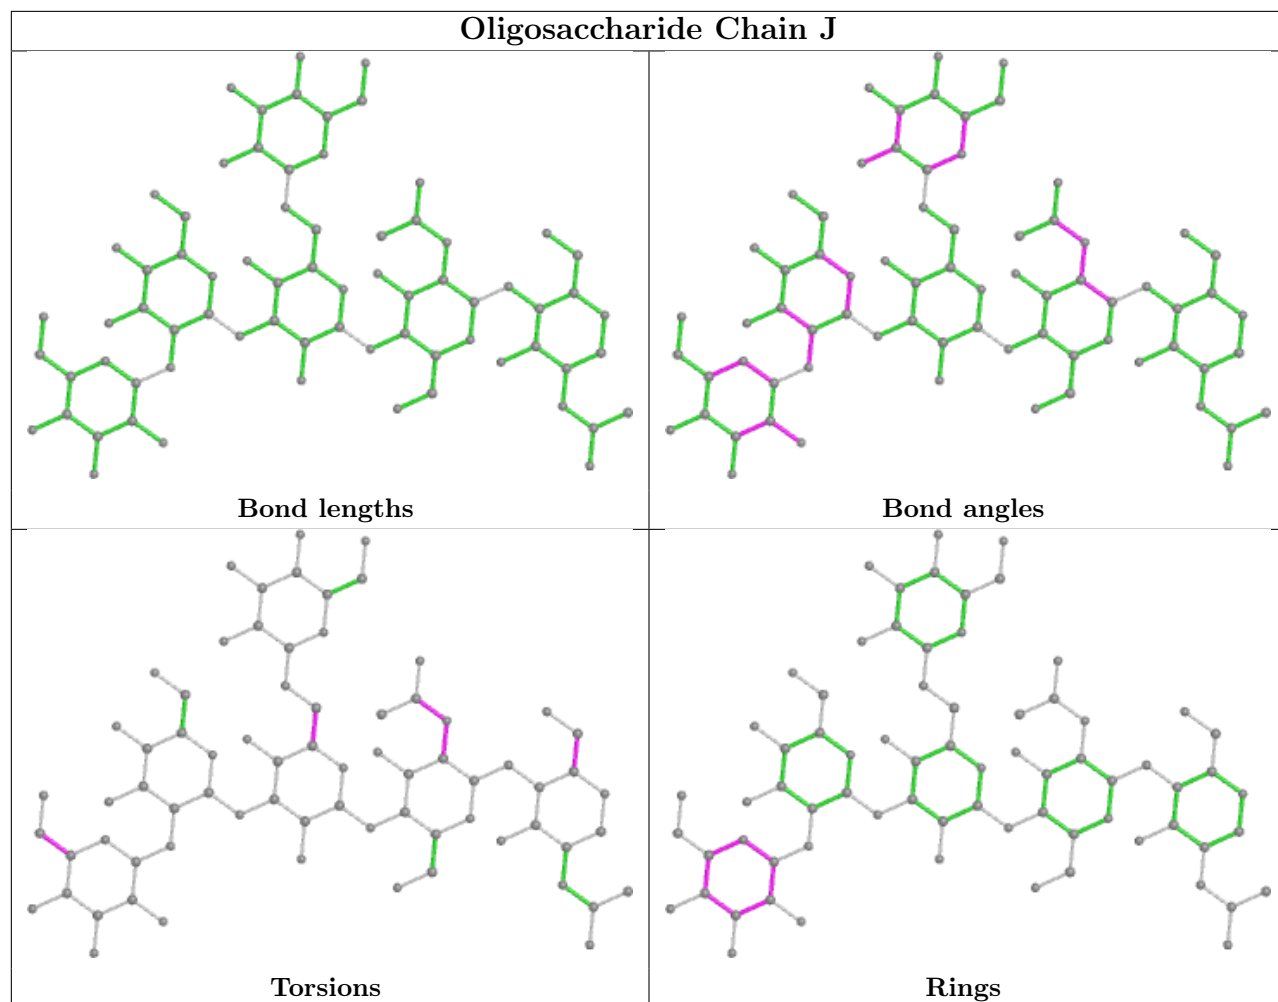 Oligosaccharide Chain J
Bond lengths
Bond angles
Torsions
Rings